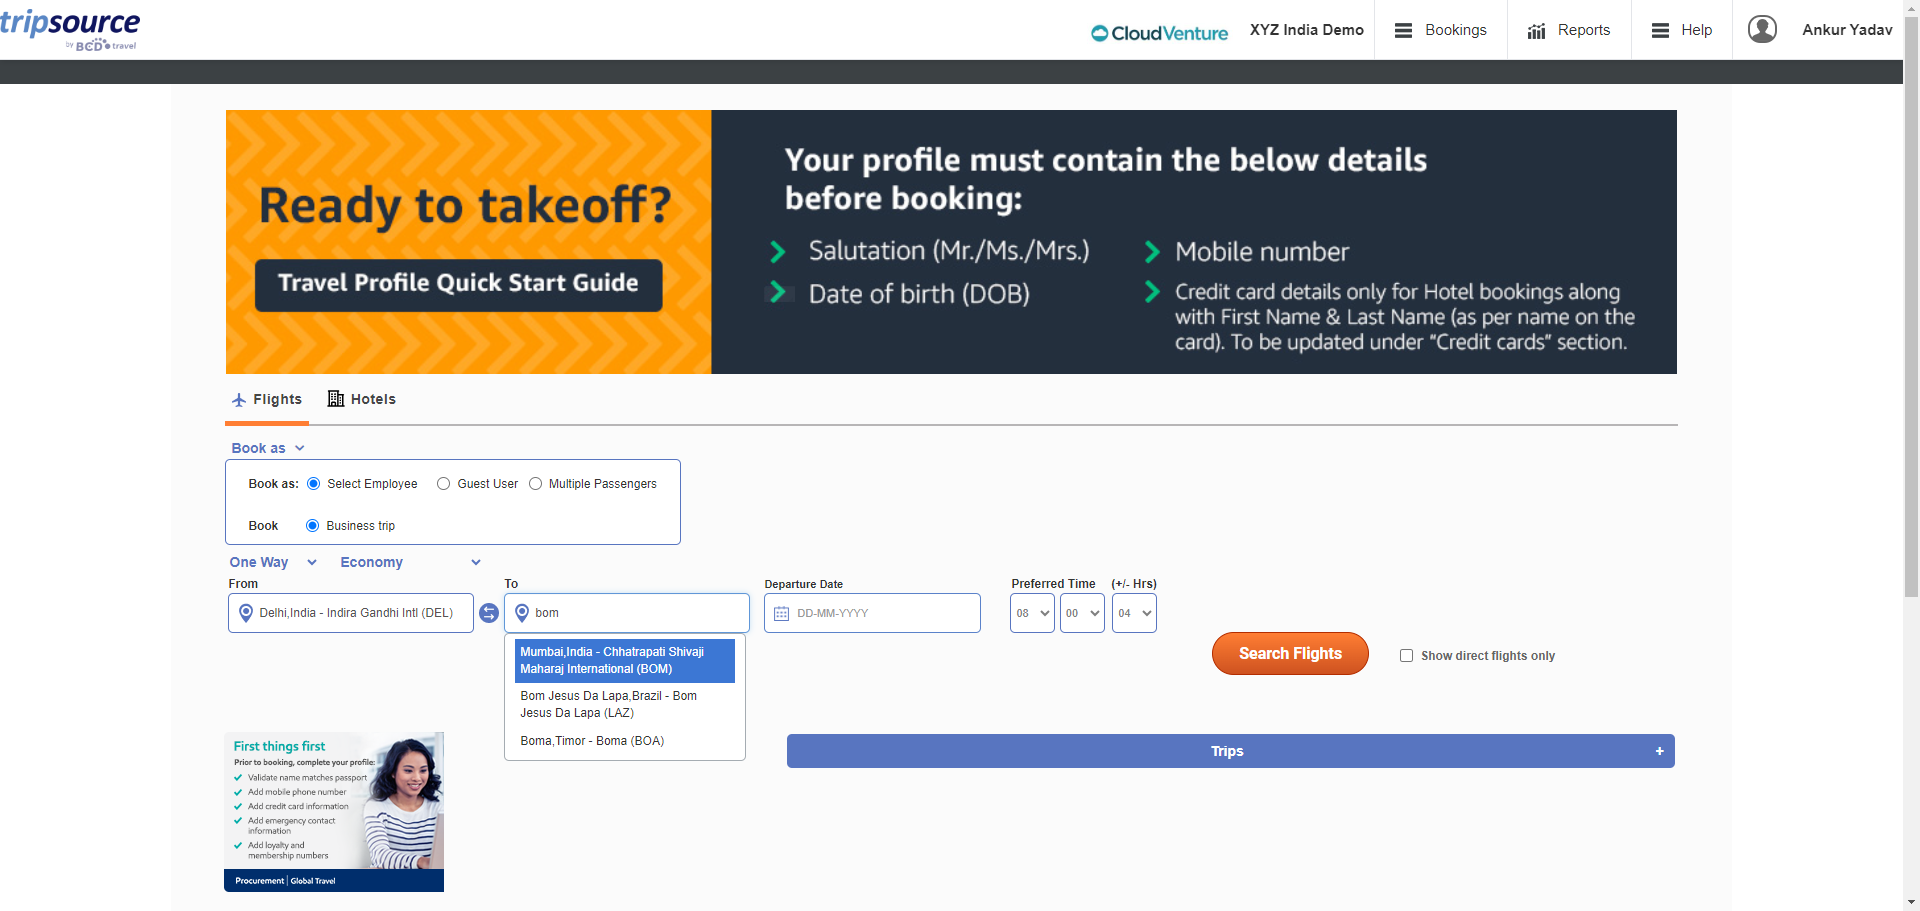 tripsource
by BCD travel
CloudVenture
XYZ India Demo
Bookings
Reports
Help
Ankur Yadav
Ready to takeoff?
Travel Profile Quick Start Guide
Your profile must contain the below details
before booking:
Salutation (Mr./Ms./Mrs.)
Date of birth (DOB)
Mobile number
Credit card details only for Hotel bookings along
with First Name & Last Name (as per name on the
card). To be updated under “Credit cards” section.
Flights
Hotels
Book as
Book as: Select Employee Guest User Multiple Passengers
Book Business trip
One Way Economy
From To Departure Date Preferred Time (+/- Hrs)
Delhi,India - Indira Gandhi Intl (DEL) bom DD-MM-YYYY 08 00 04
Mumbai,India - Chhatrapati Shivaji
Maharaj International (BOM)
Bom Jesus Da Lapa,Brazil - Bom
Jesus Da Lapa (LAZ)
Boma,Timor - Boma (BOA)
Search Flights
Show direct flights only
First things first
Prior to booking, complete your profile:
Validate name matches passport
Add mobile phone number
Add credit card information
Add emergency contact
information
Add loyalty and
membership numbers
Procurement | Global Travel
Trips +